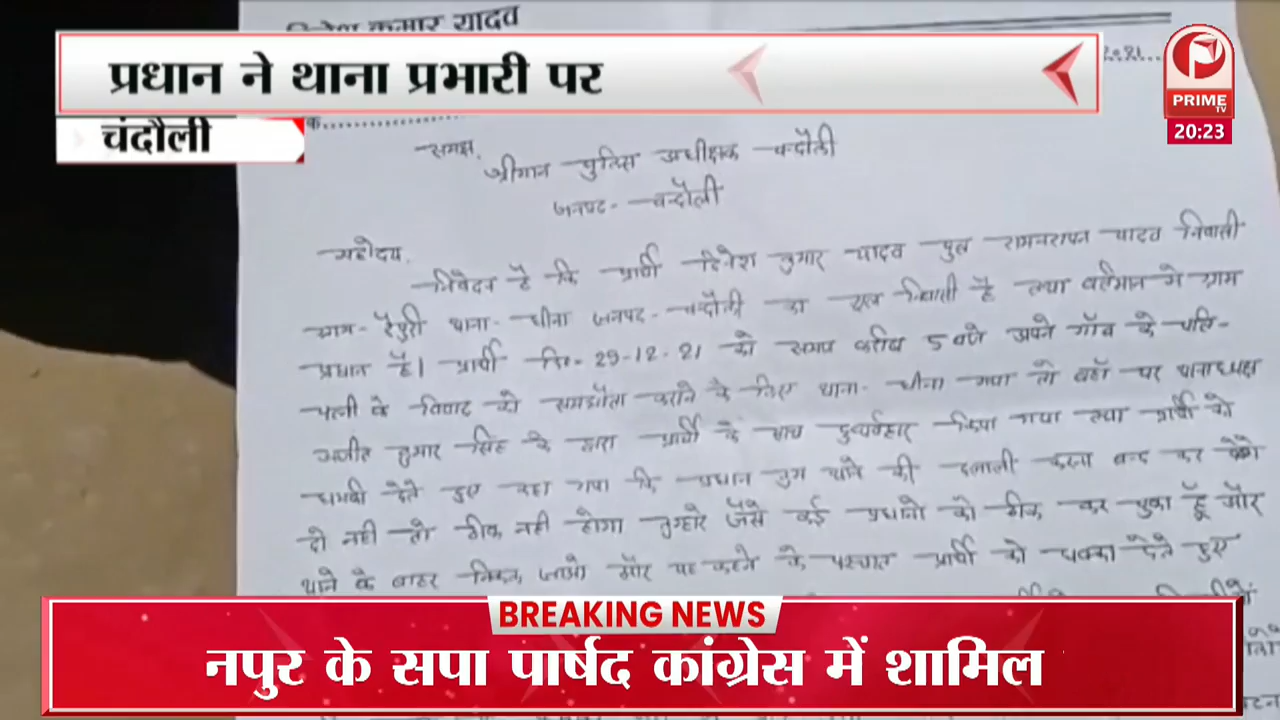 दिनेश कुमार यादव
प्रधान ने थाना प्रभारी पर
PRIME
TV
20:23
चंदौली
समक्ष,
श्रीमान पुलिस अधीक्षक चन्दौली
जनपद - चन्दौली
महोदय,
निवेदन है कि प्रार्थी दिनेश कुमार यादव पुत्र रामनरायन यादव निवासी
ग्राम - रैपुरी थाना - धीना जनपद - चन्दौली का मूल निवासी है तथा वर्तमान मे ग्राम
प्रधान है। प्रार्थी दि०- 29-12-21 को समय करीब 5 बजे अपने गाँव के पति-
पत्नी के विवाद को समझौता कराने के लिए थाना - धीना गया तो वहाँ पर थानाध्यक्ष
अजीत कुमार सिंह के द्वारा प्रार्थी के साथ दुर्व्यवहार किया गया तथा प्रार्थी को
धमकी देते हुए कहा गया कि प्रधान तुम थाने की दलाली करना बन्द कर
दो नही तो ठीक नही होगा तुम्हारे जैसे कई प्रधानो को ठीक कर चुका हूँ और
थाने के बाहर निकल जाओ और यह कहने के पश्चात प्रार्थी को धक्का देते हुए
BREAKING NEWS
नपुर के सपा पार्षद कांग्रेस में शामिल